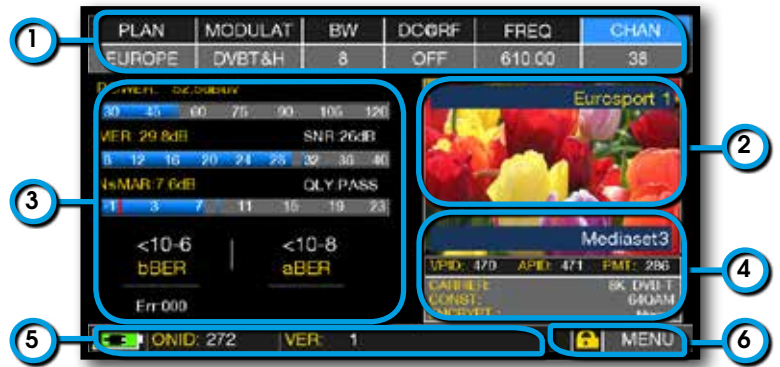 1
PLAN MODULAT BW DC@RF FREQ CHAN
EUROPE DVBT&H 8 OFF 610.00 38
POWER:
30 45 60 75 90 105 120
MER: 29.8dB SNR:26dB
8 12 16 20 24 28 32 36 40
NsMAR:7.6dB QLY:PASS
-1 3 7 11 15 19 23
<10-6 <10-8
bBER aBER
Err:000
Eurosport 1
2
3
Mediaset3
VPID: 470 APID: 471 PMT: 286
CARRIER: 8K DVB-T
CONST: 64QAM
ENCRYPT.:
4
5
ONID: 272 VER: 1
MENU
6